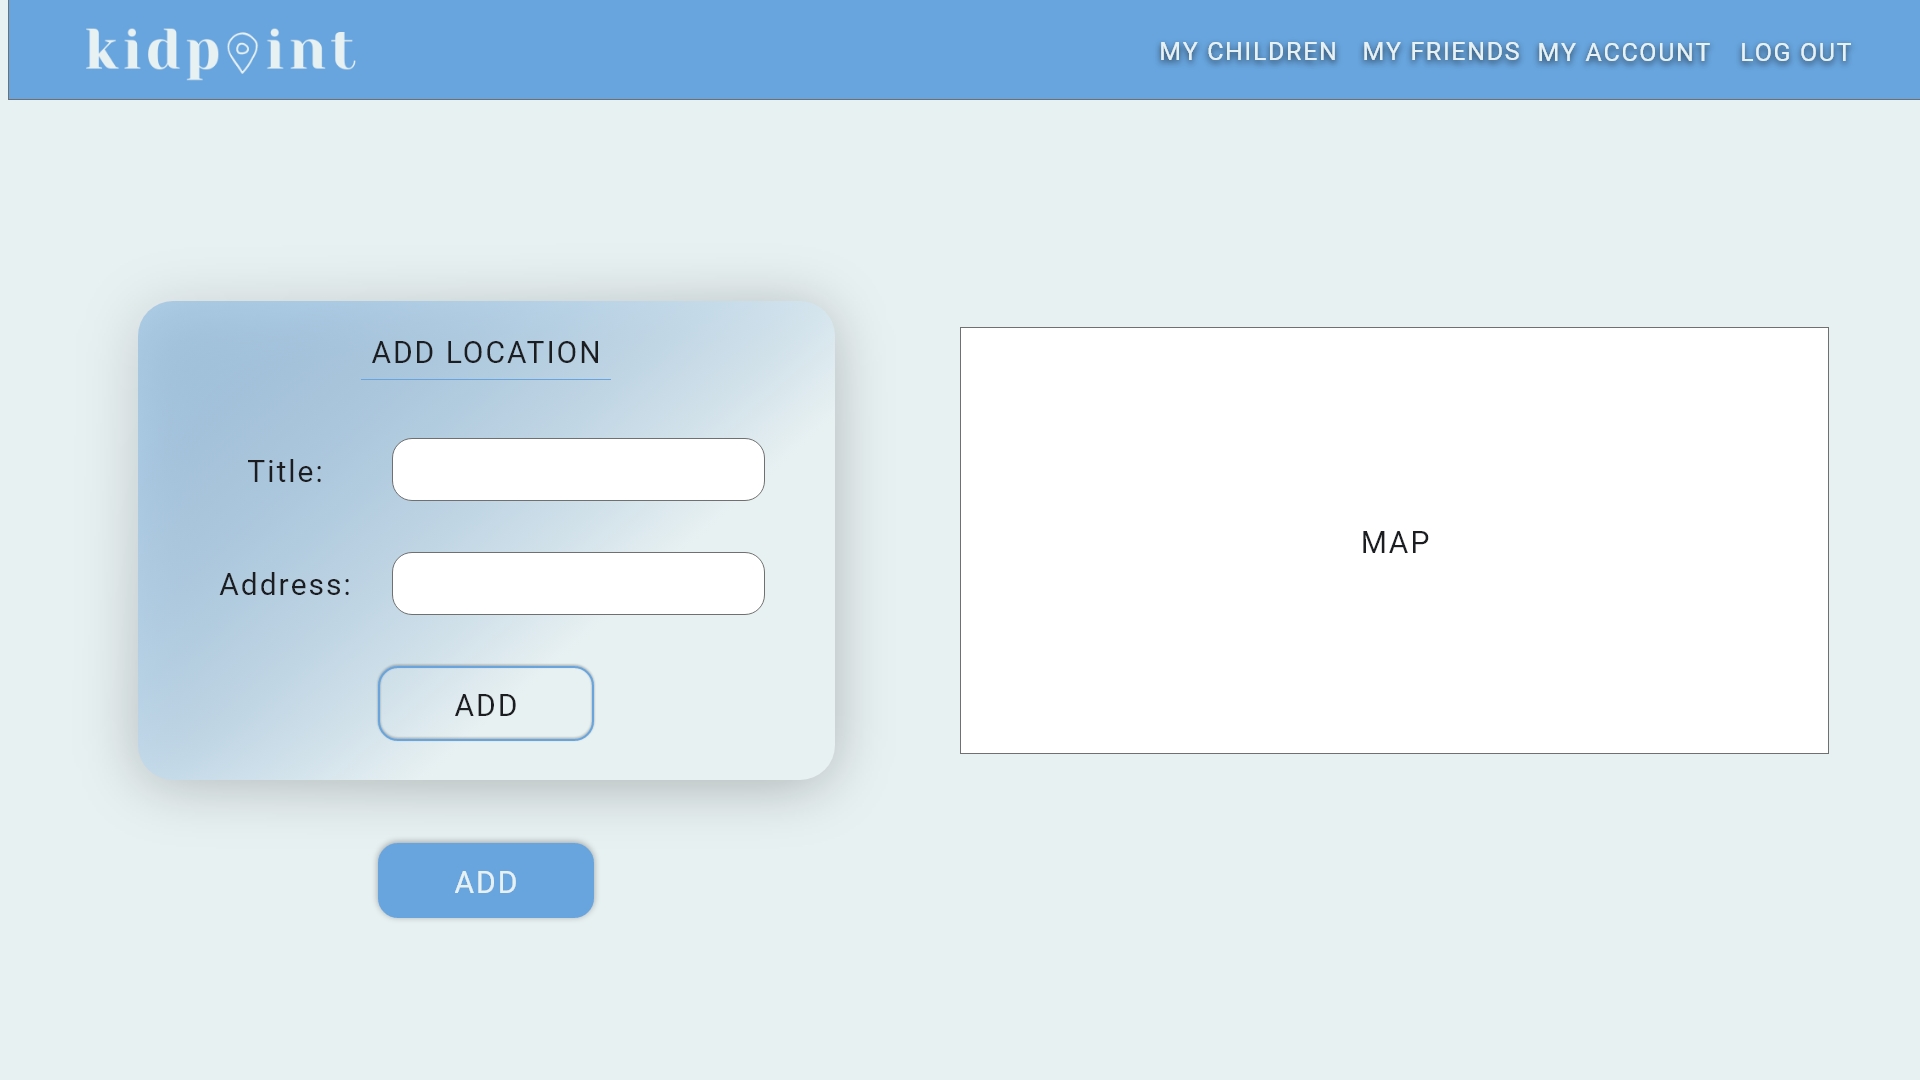 kidpoint
MY CHILDREN MY FRIENDS MY ACCOUNT LOG OUT
ADD LOCATION
Title:
Address:
ADD
MAP
ADD